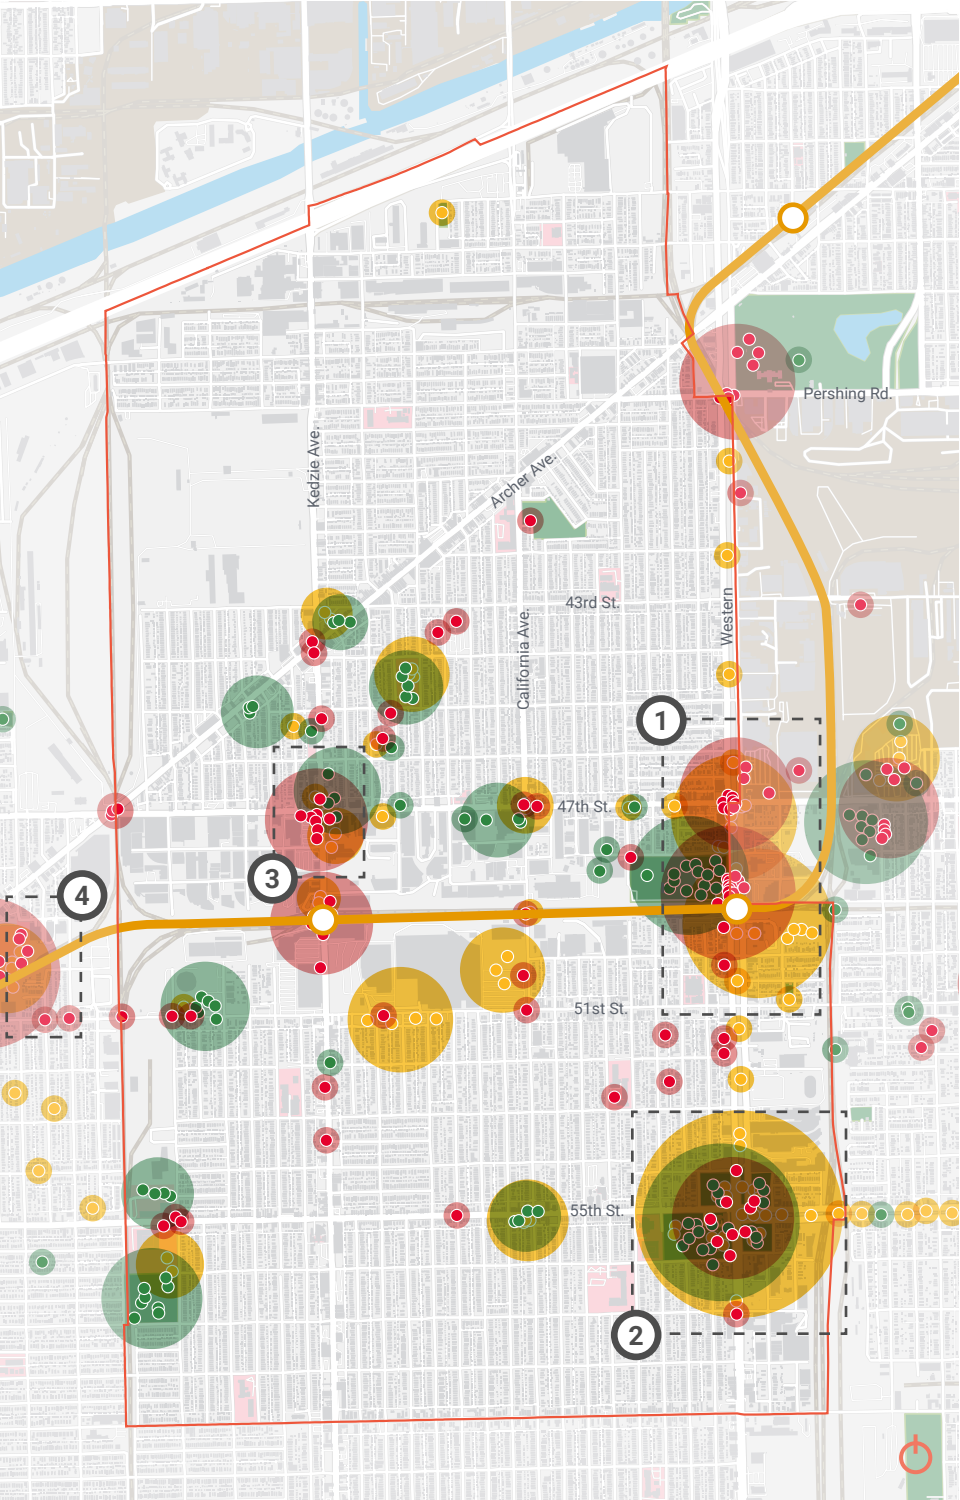 Pershing Rd.
Kedzie Ave.
Archer Ave.
43rd St.
Western
California Ave.
1
47th St.
3
4
51st St.
55th St.
2